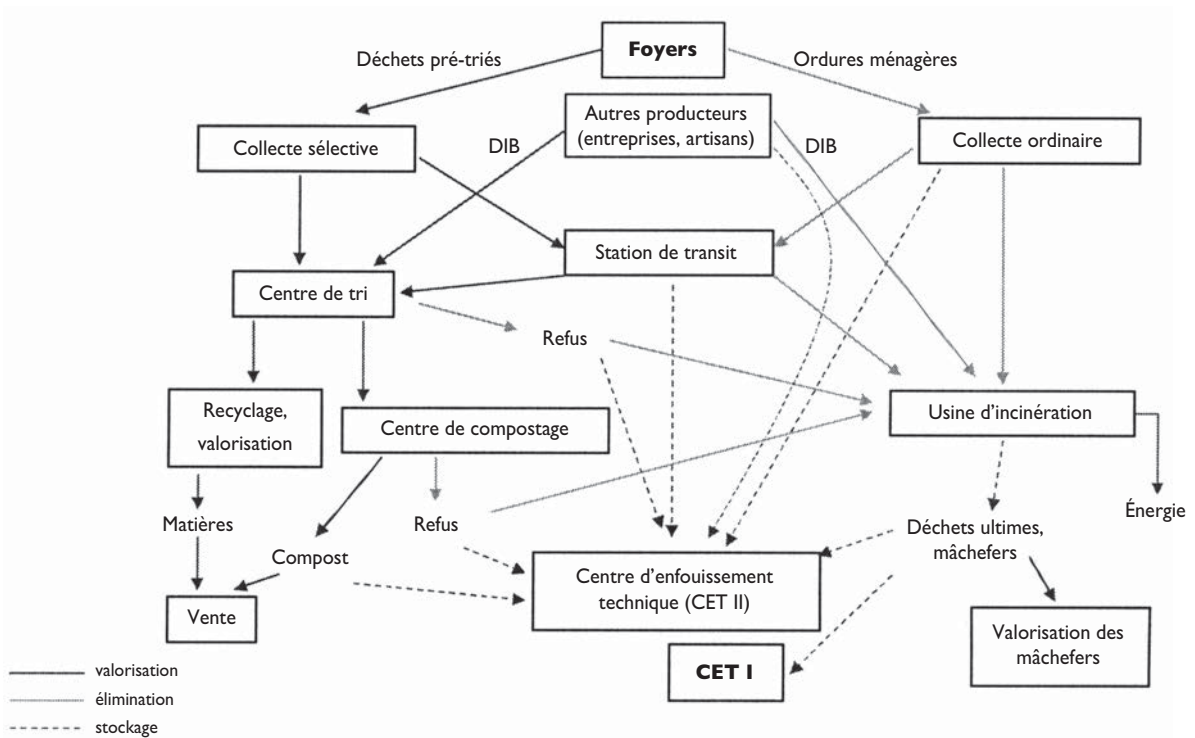 Foyers
Déchets pré-triés
Ordures ménagères
Autres producteurs
(entreprises, artisans)
Collecte sélective
DIB
DIB
Collecte ordinaire
Station de transit
Centre de tri
Refus
Recyclage,
valorisation
Centre de compostage
Usine d'incinération
Matières
Refus
Énergie
Déchets ultimes,
mâchefers
Compost
Centre d'enfouissement
technique (CET II)
Vente
Valorisation des
mâchefers
CET I
valorisation
élimination
stockage